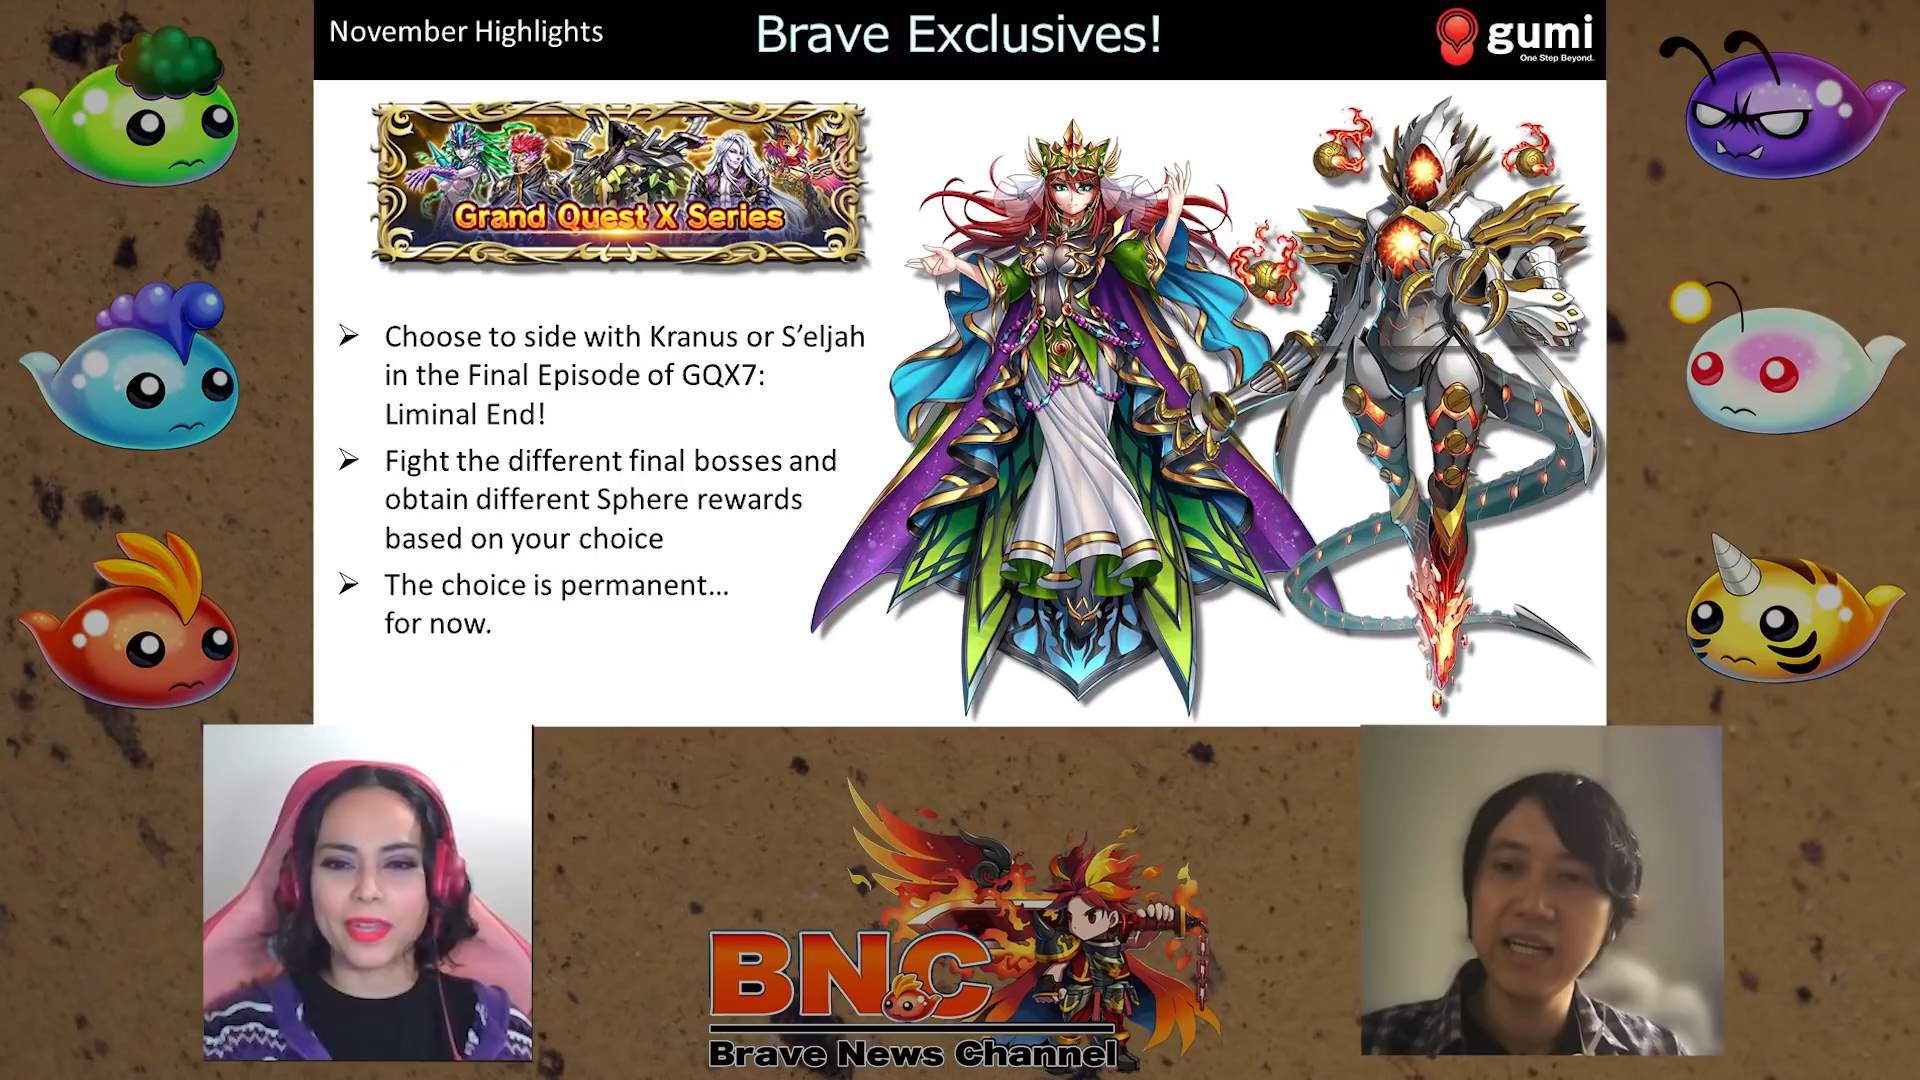 November Highlights
Brave Exclusives!
gumi
One Step Beyond.
Grand Quest X Series
➢ Choose to side with Kranus or S’eljah
in the Final Episode of GQX7:
Liminal End!
➢ Fight the different final bosses and
obtain different Sphere rewards
based on your choice
➢ The choice is permanent...
for now.
BNC
Brave News Channel